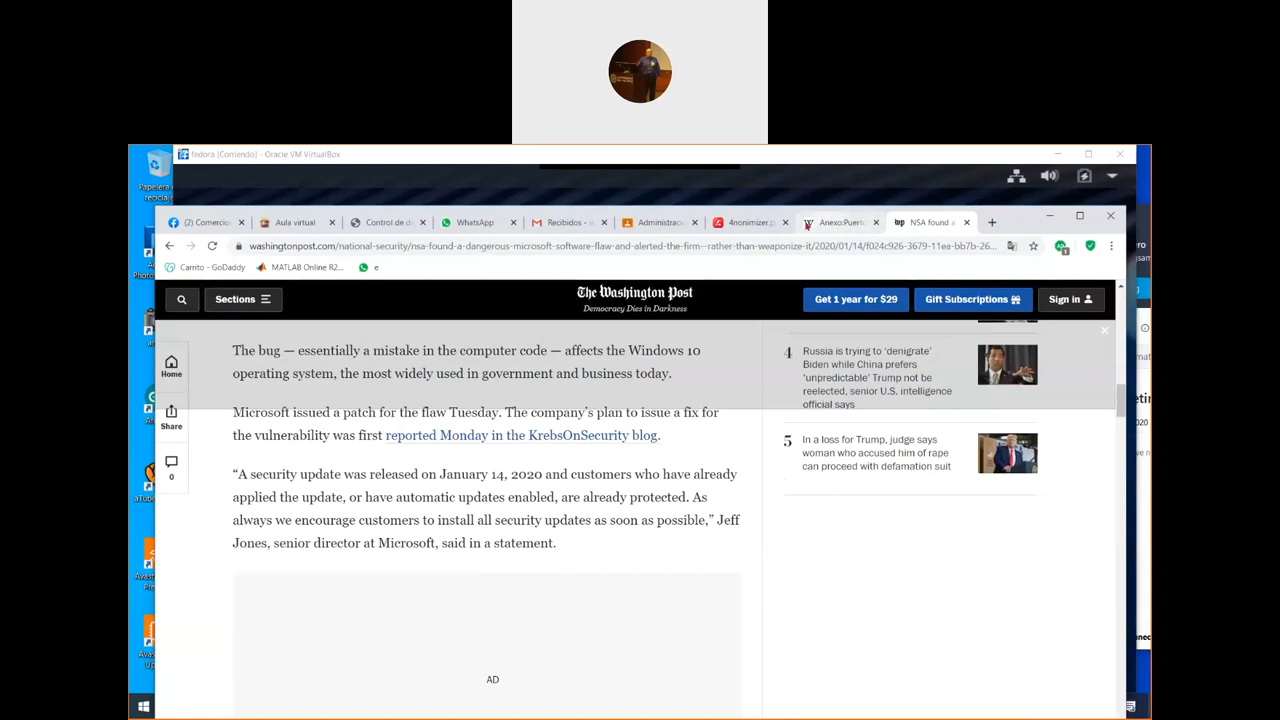 Papelera de
reciclaje
fedora [Corriendo] - Oracle VM VirtualBox
(2) Comercio
Aula virtual
Control de d
WhatsApp
Recibidos - o
Administrac
4nonimizer.p
Anexo:Puerto
wp NSA found a
washingtonpost.com/national-security/nsa-found-a-dangerous-microsoft-software-flaw-and-alerted-the-firm--rather-than-weaponize-it/2020/01/14/f024c926-3679-11ea-bb7b-26...
Carrito - GoDaddy
MATLAB Online R2...
e
Sections
The Washington Post
Democracy Dies in Darkness
Get 1 year for $29
Gift Subscriptions
Sign in
Home
Share
0
The bug — essentially a mistake in the computer code — affects the Windows 10
operating system, the most widely used in government and business today.
Microsoft issued a patch for the flaw Tuesday. The company's plan to issue a fix for
the vulnerability was first reported Monday in the KrebsOnSecurity blog.
“A security update was released on January 14, 2020 and customers who have already
applied the update, or have automatic updates enabled, are already protected. As
always we encourage customers to install all security updates as soon as possible,” Jeff
Jones, senior director at Microsoft, said in a statement.
AD
4 Russia is trying to ‘denigrate’
Biden while China prefers
‘unpredictable’ Trump not be
reelected, senior U.S. intelligence
official says
5 In a loss for Trump, judge says
woman who accused him of rape
can proceed with defamation suit